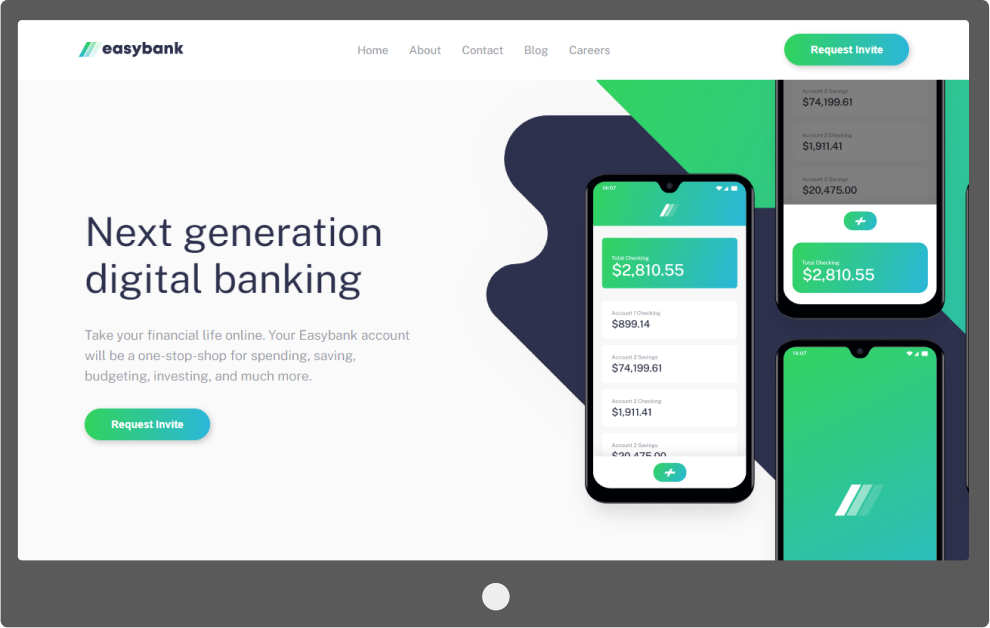 easybank
Home
About
Contact
Blog
Careers
Request Invite
Next generation
digital banking
Take your financial life online. Your Easybank account
will be a one-stop-shop for spending, saving,
budgeting, investing, and much more.
Request Invite
14:07
Total Checking
$2,810.55
Account 1 Checking
$899.14
Account 2 Savings
$74,199.61
Account 2 Checking
$1,911.41
Account 2 Savings
$20,475.00
Account 2 Savings
$74,199.61
Account 2 Checking
$1,911.41
Account 2 Savings
$20,475.00
Total Checking
$2,810.55
14:07